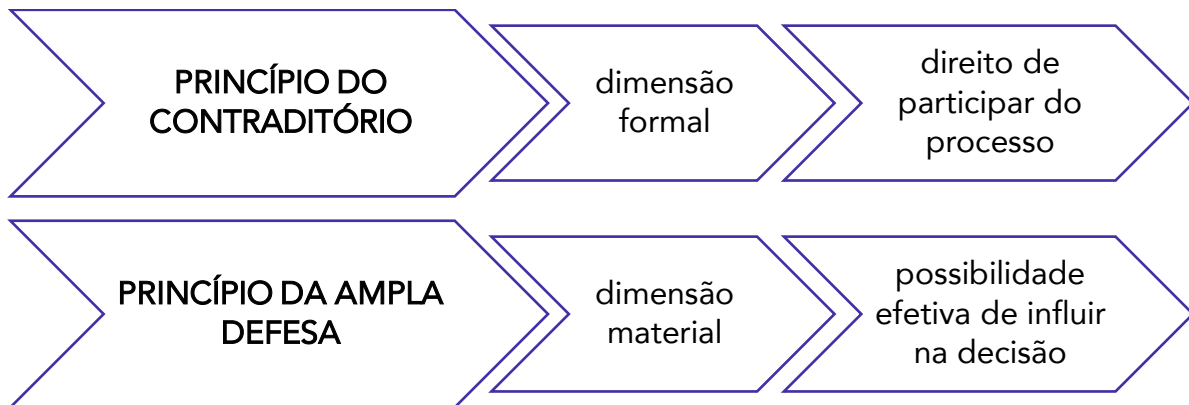 PRINCÍPIO DO
CONTRADITÓRIO
dimensão
formal
direito de
participar do
processo
PRINCÍPIO DA AMPLA
DEFESA
dimensão
material
possibilidade
efetiva de influir
na decisão